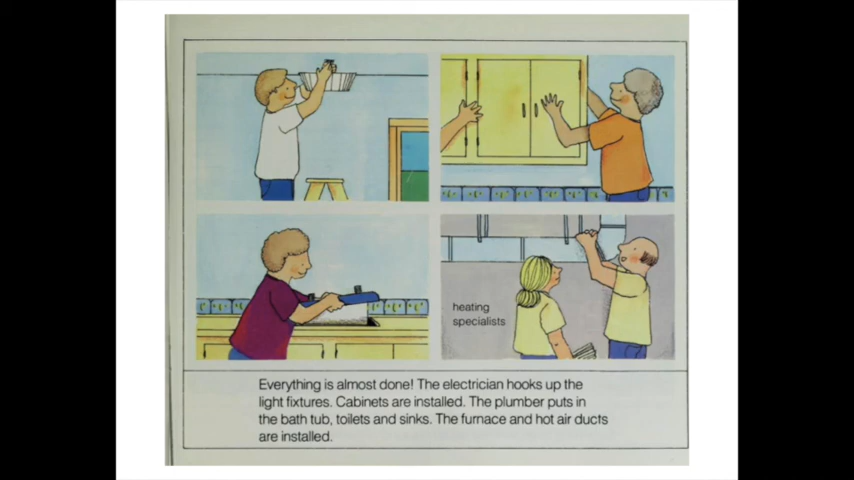 heating
specialists
Everything is almost done! The electrician hooks up the
light fixtures. Cabinets are installed. The plumber puts in
the bath tub, toilets and sinks. The furnace and hot air ducts
are installed.